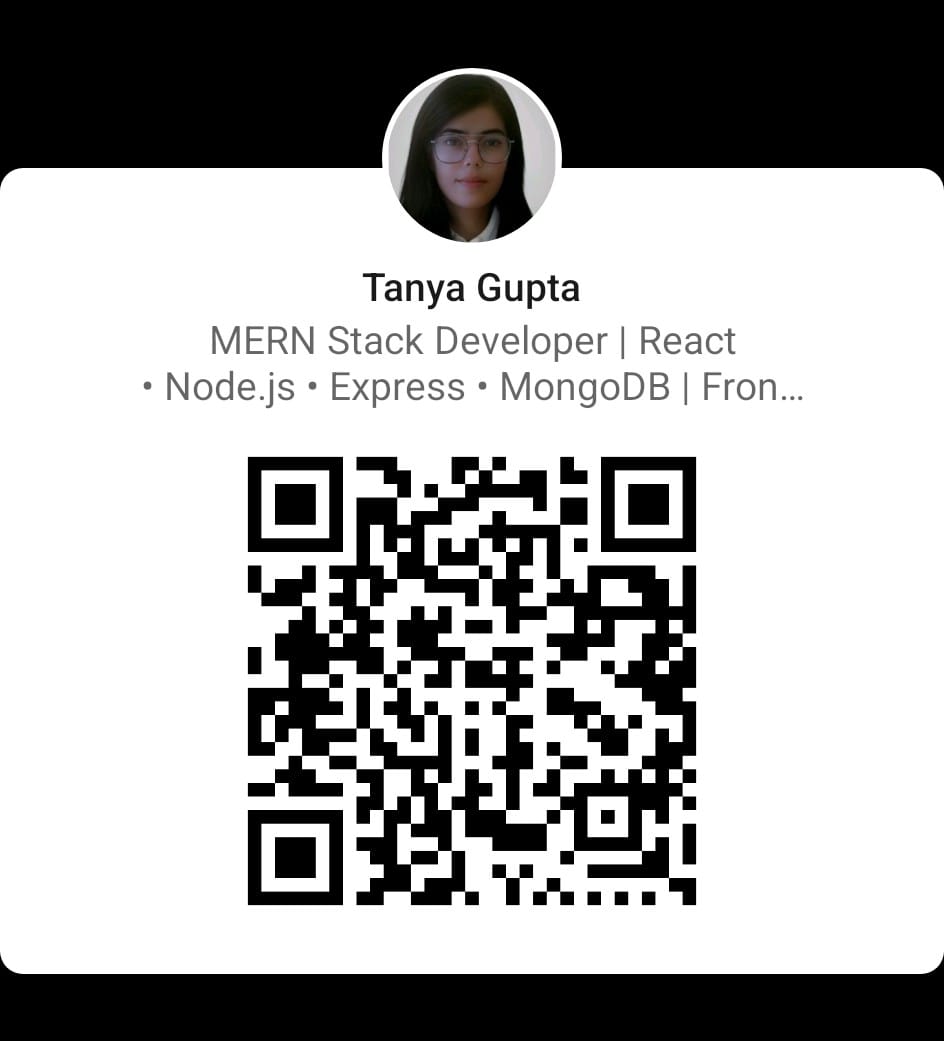 Tanya Gupta
MERN Stack Developer | React
• Node.js • Express • MongoDB | Fron...